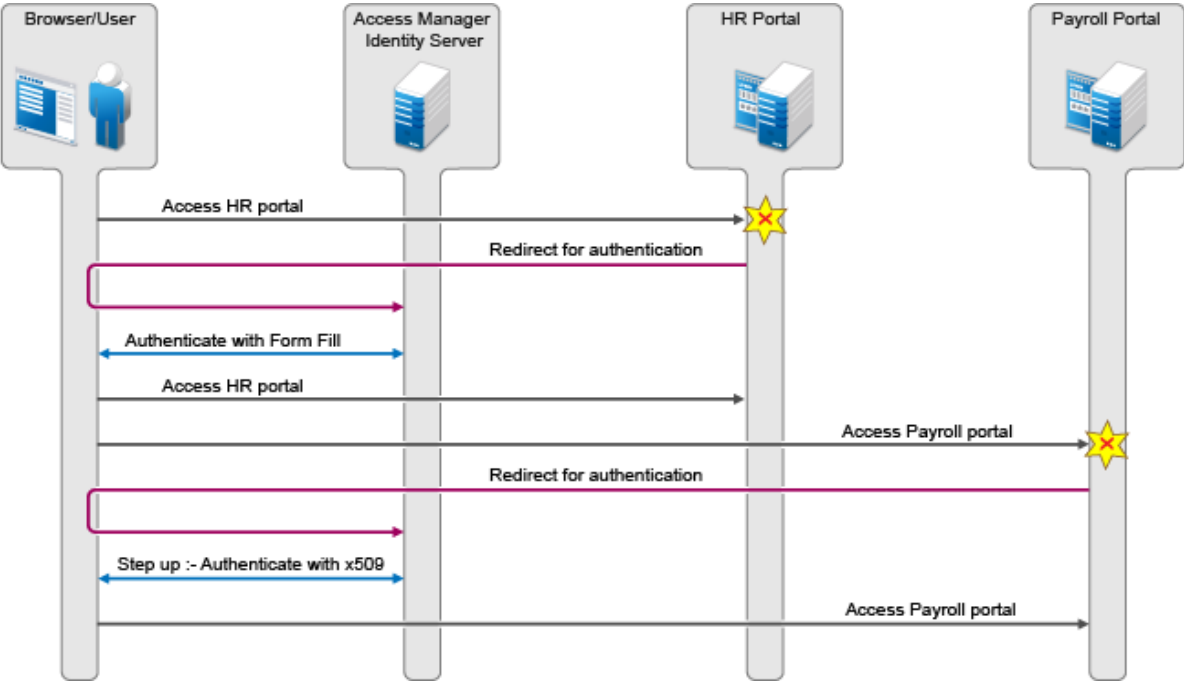 Browser/User
Access Manager
Identity Server
HR Portal
Payroll Portal
Access HR portal
Redirect for authentication
Authenticate with Form Fill
Access HR portal
Access Payroll portal
Redirect for authentication
Step up :- Authenticate with x509
Access Payroll portal